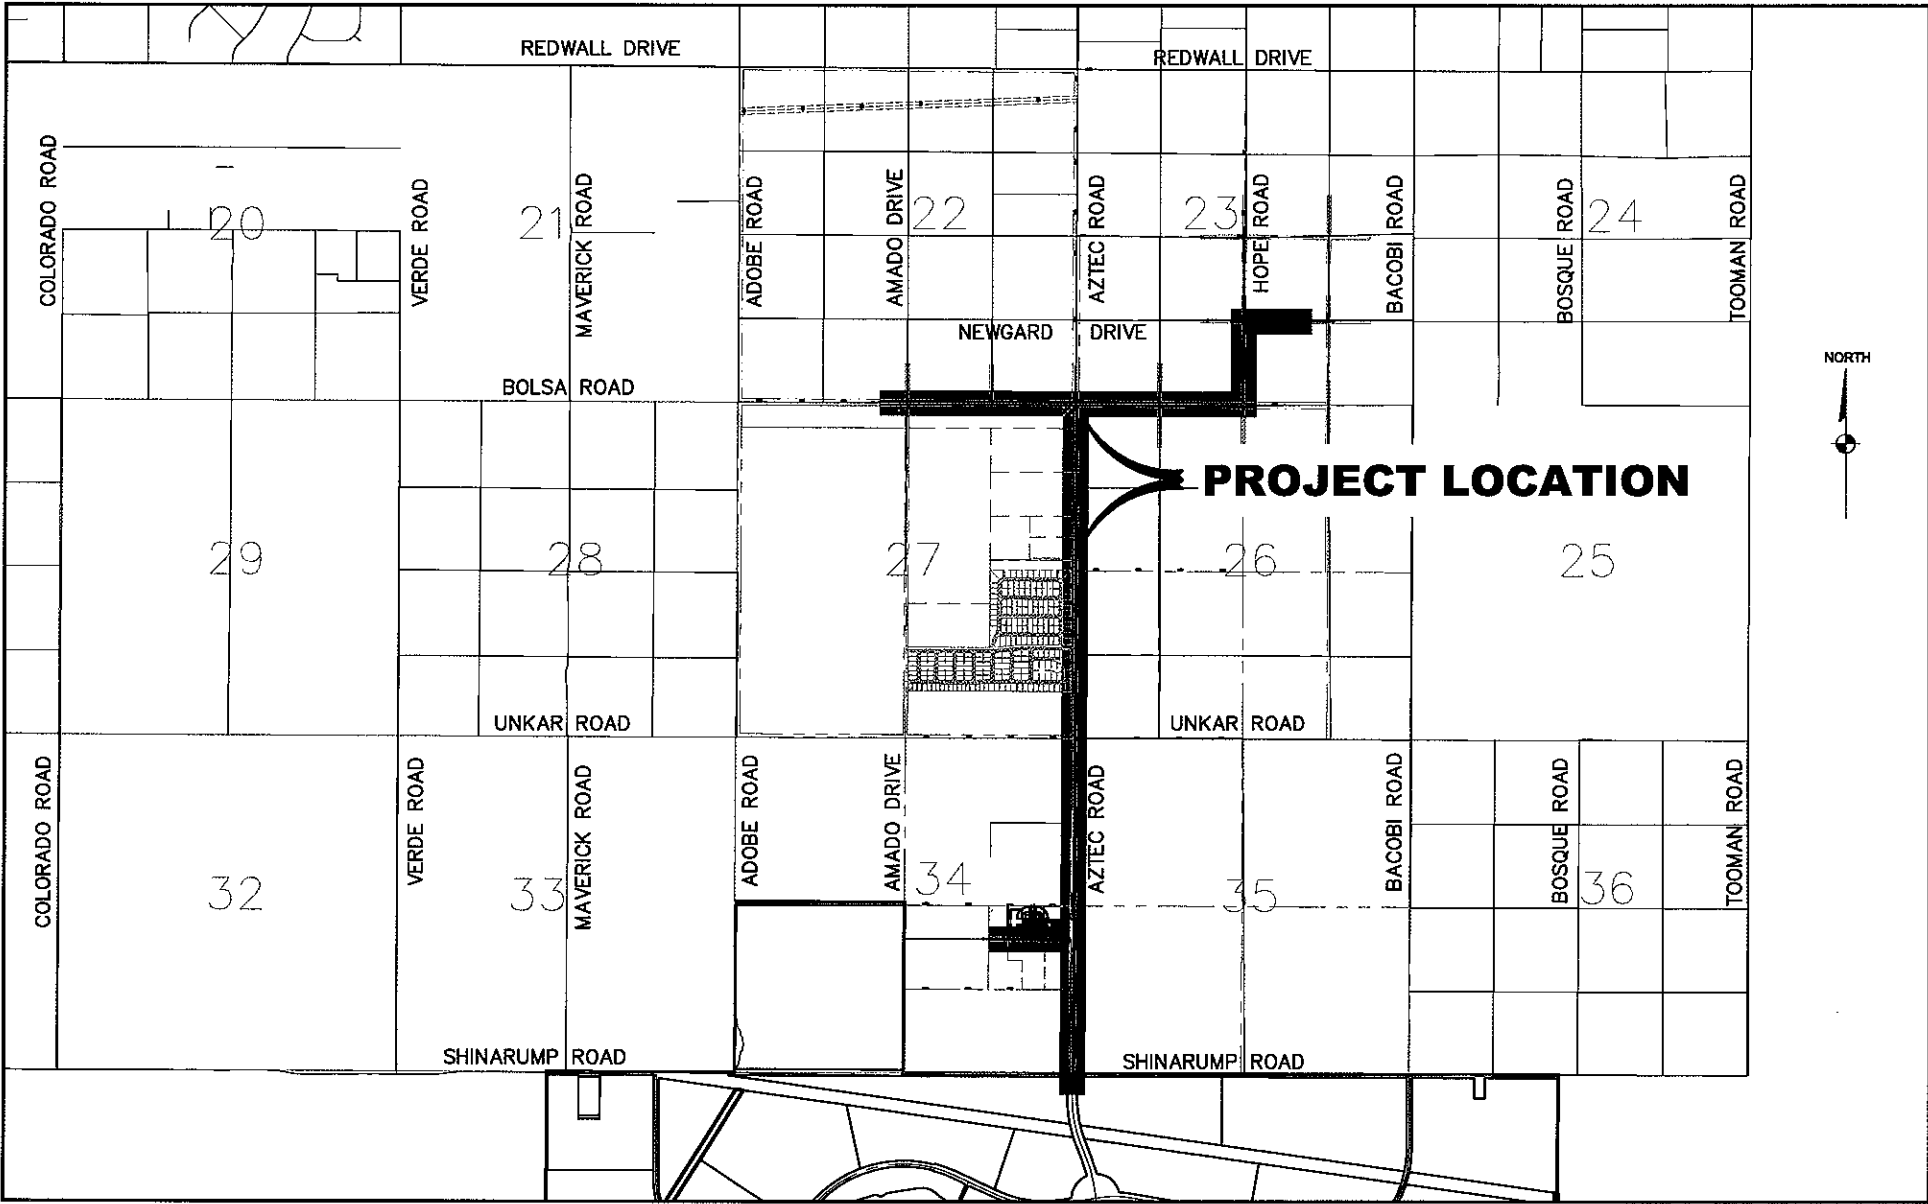 REDWALL DRIVE
REDWALL DRIVE
COLORADO ROAD
20
VERDE ROAD
21
MAVERICK ROAD
ADOBE ROAD
AMADO DRIVE
22
AZTEC ROAD
23
HOPE ROAD
BACOBI ROAD
BOSQUE ROAD
24
TOOMAN ROAD
NEWGARD DRIVE
NORTH
BOLSA ROAD
PROJECT LOCATION
29
28
27
26
25
UNKAR ROAD
UNKAR ROAD
COLORADO ROAD
32
VERDE ROAD
33
MAVERICK ROAD
ADOBE ROAD
AMADO DRIVE
34
AZTEC ROAD
35
BACOBI ROAD
BOSQUE ROAD
36
TOOMAN ROAD
SHINARUMP ROAD
SHINARUMP ROAD